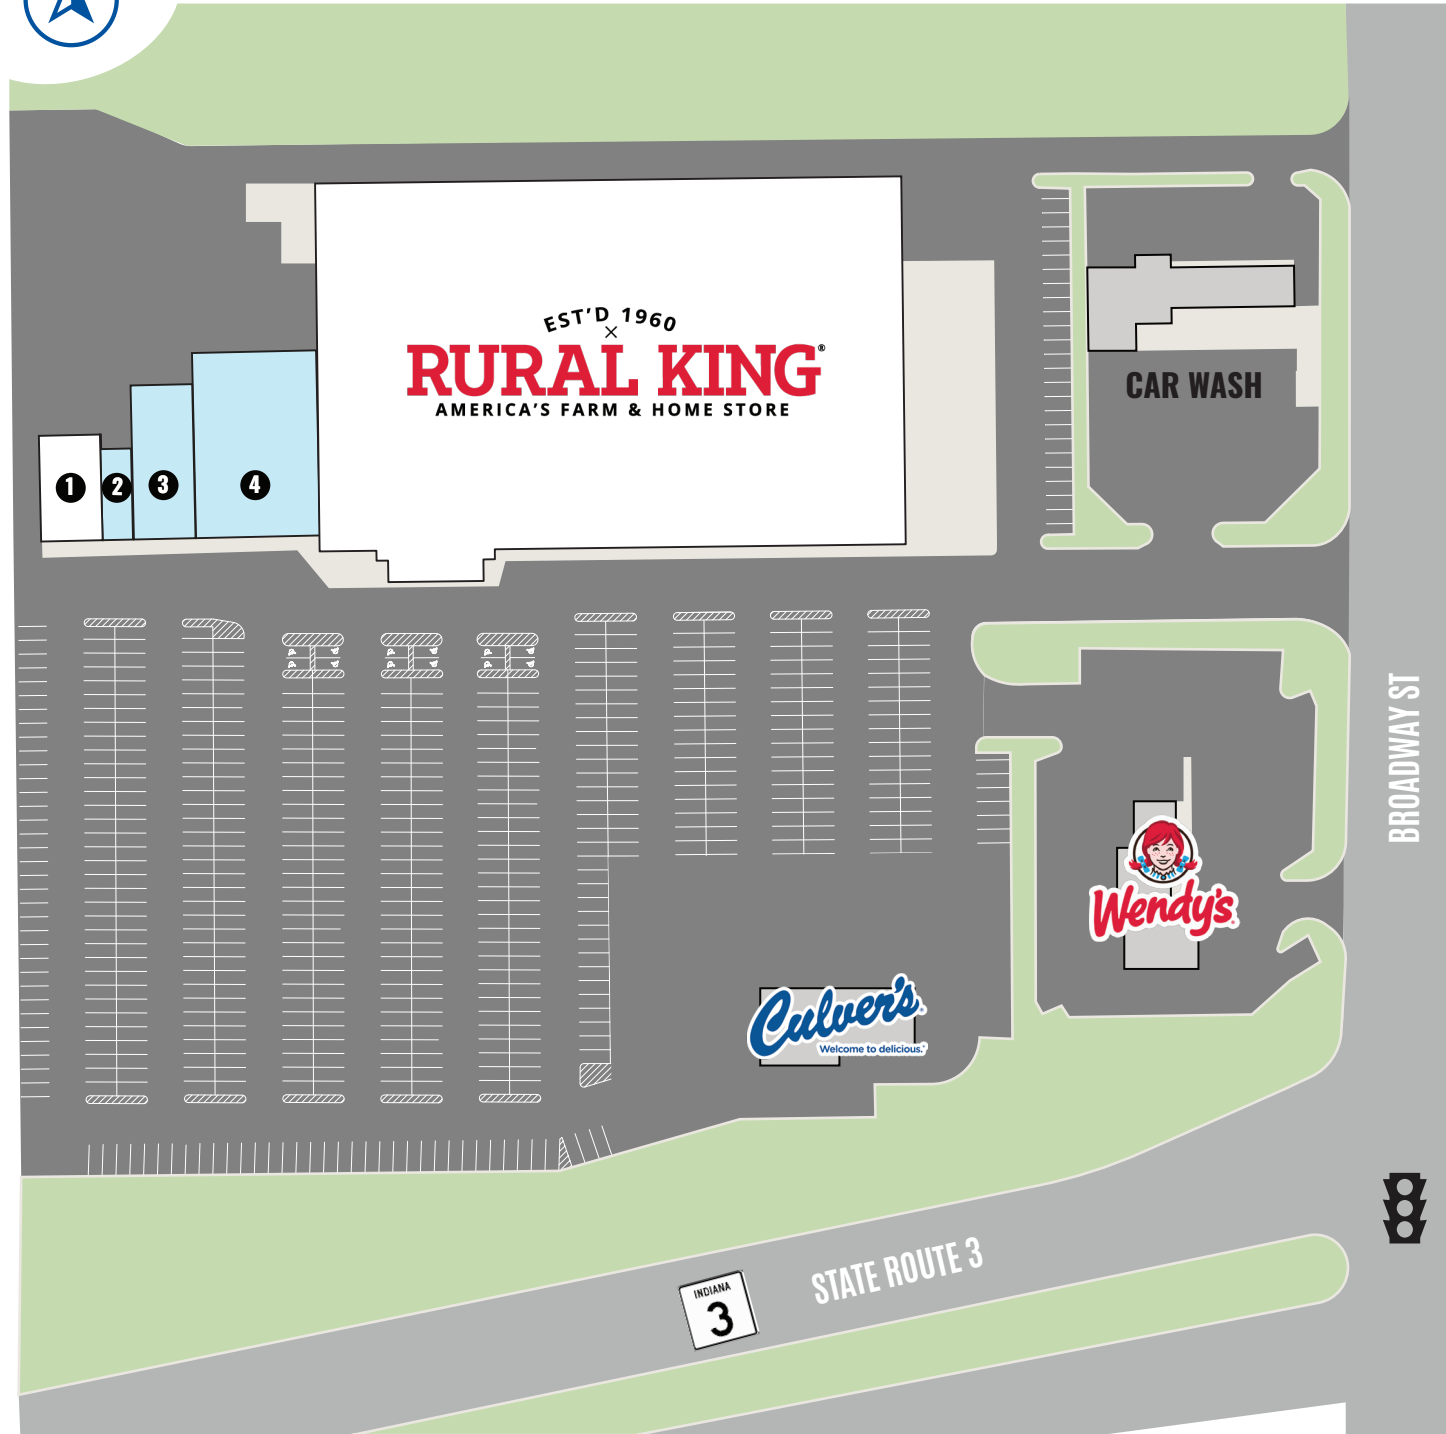 EST'D 1960
RURAL KING®
AMERICA'S FARM & HOME STORE
CAR WASH
1
2
3
4
BROADWAY ST
Wendy's
Culver's
Welcome to delicious.
STATE ROUTE 3
INDIANA
3